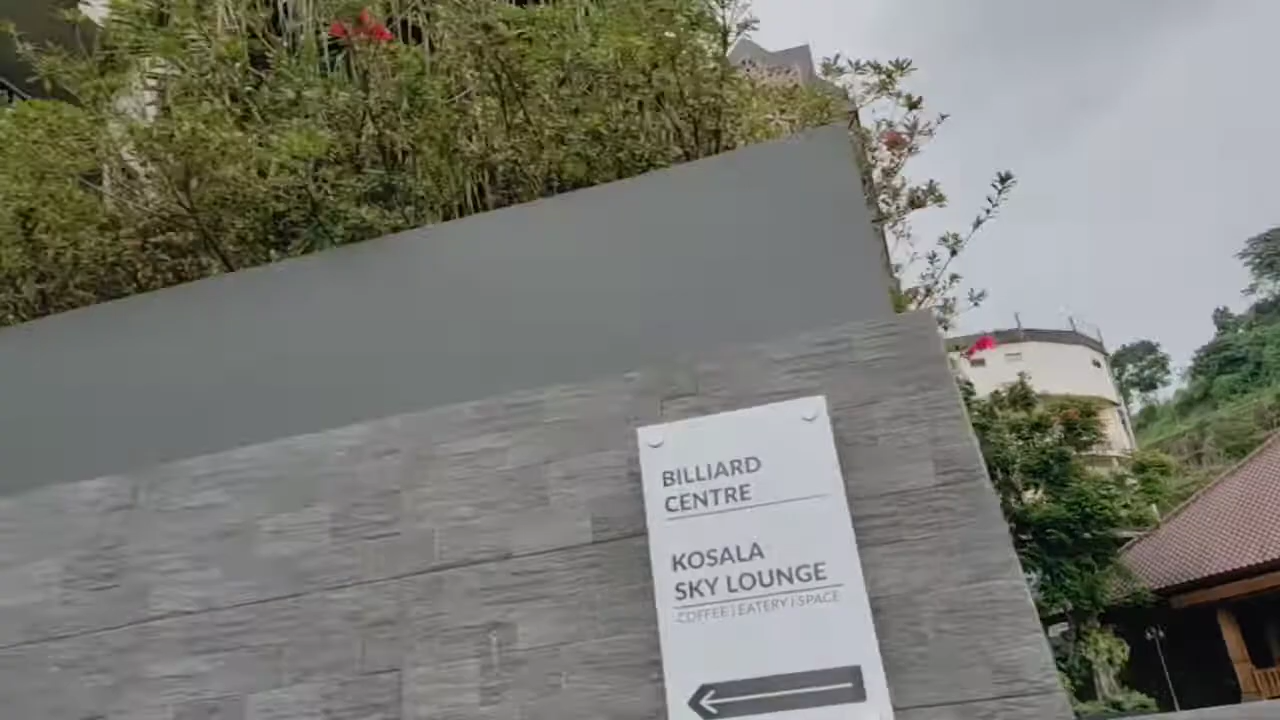 BILLIARD
CENTRE
KOSALA
SKY LOUNGE
COFFEE | EATERY | SPACE